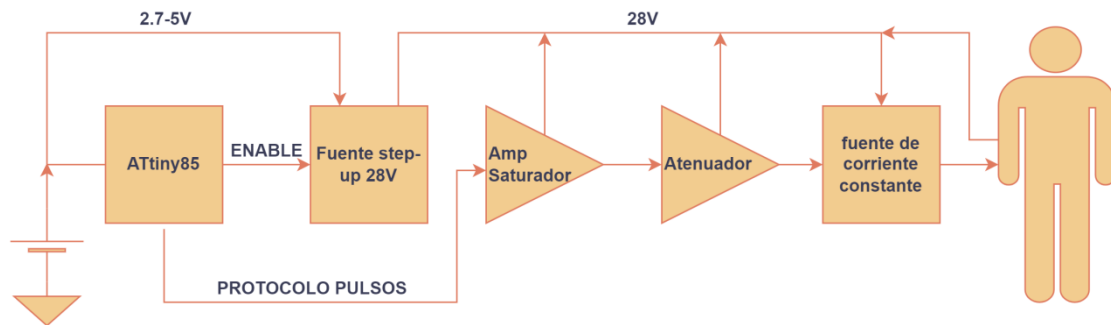 2.7-5V
28V
ATtiny85
ENABLE
Fuente step-
up 28V
Amp
Saturador
Atenuador
fuente de
corriente
constante
PROTOCOLO PULSOS